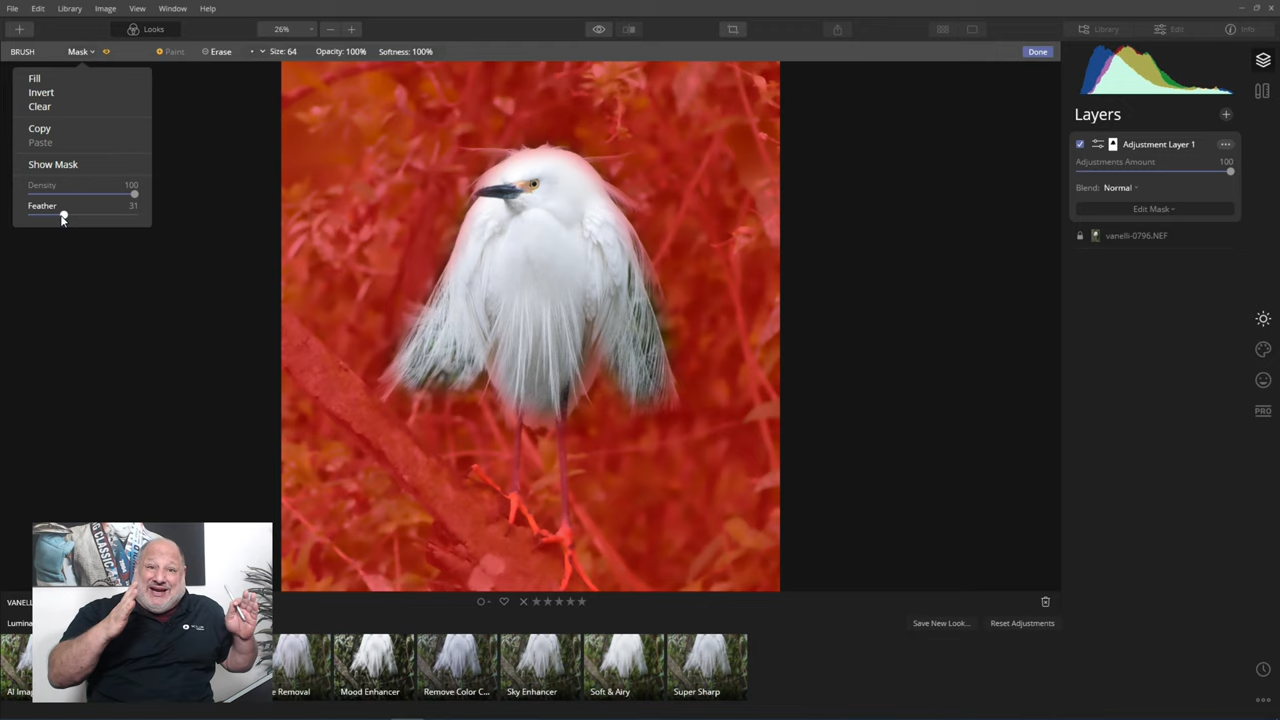 File Edit Library Image View Window Help
Looks 26% Library Edit Info
BRUSH Mask Paint Erase Size: 64 Opacity: 100% Softness: 100% Done
Fill
Invert
Clear
Copy
Paste
Show Mask
Density 100
Feather 31
Layers
Adjustment Layer 1
Adjustments Amount 100
Blend: Normal
Edit Mask
vanelli-0796.NEF
PRO
VANELL
Lumina
Save New Look... Reset Adjustments
AI Imag
e Removal
Mood Enhancer
Remove Color C...
Sky Enhancer
Soft & Airy
Super Sharp